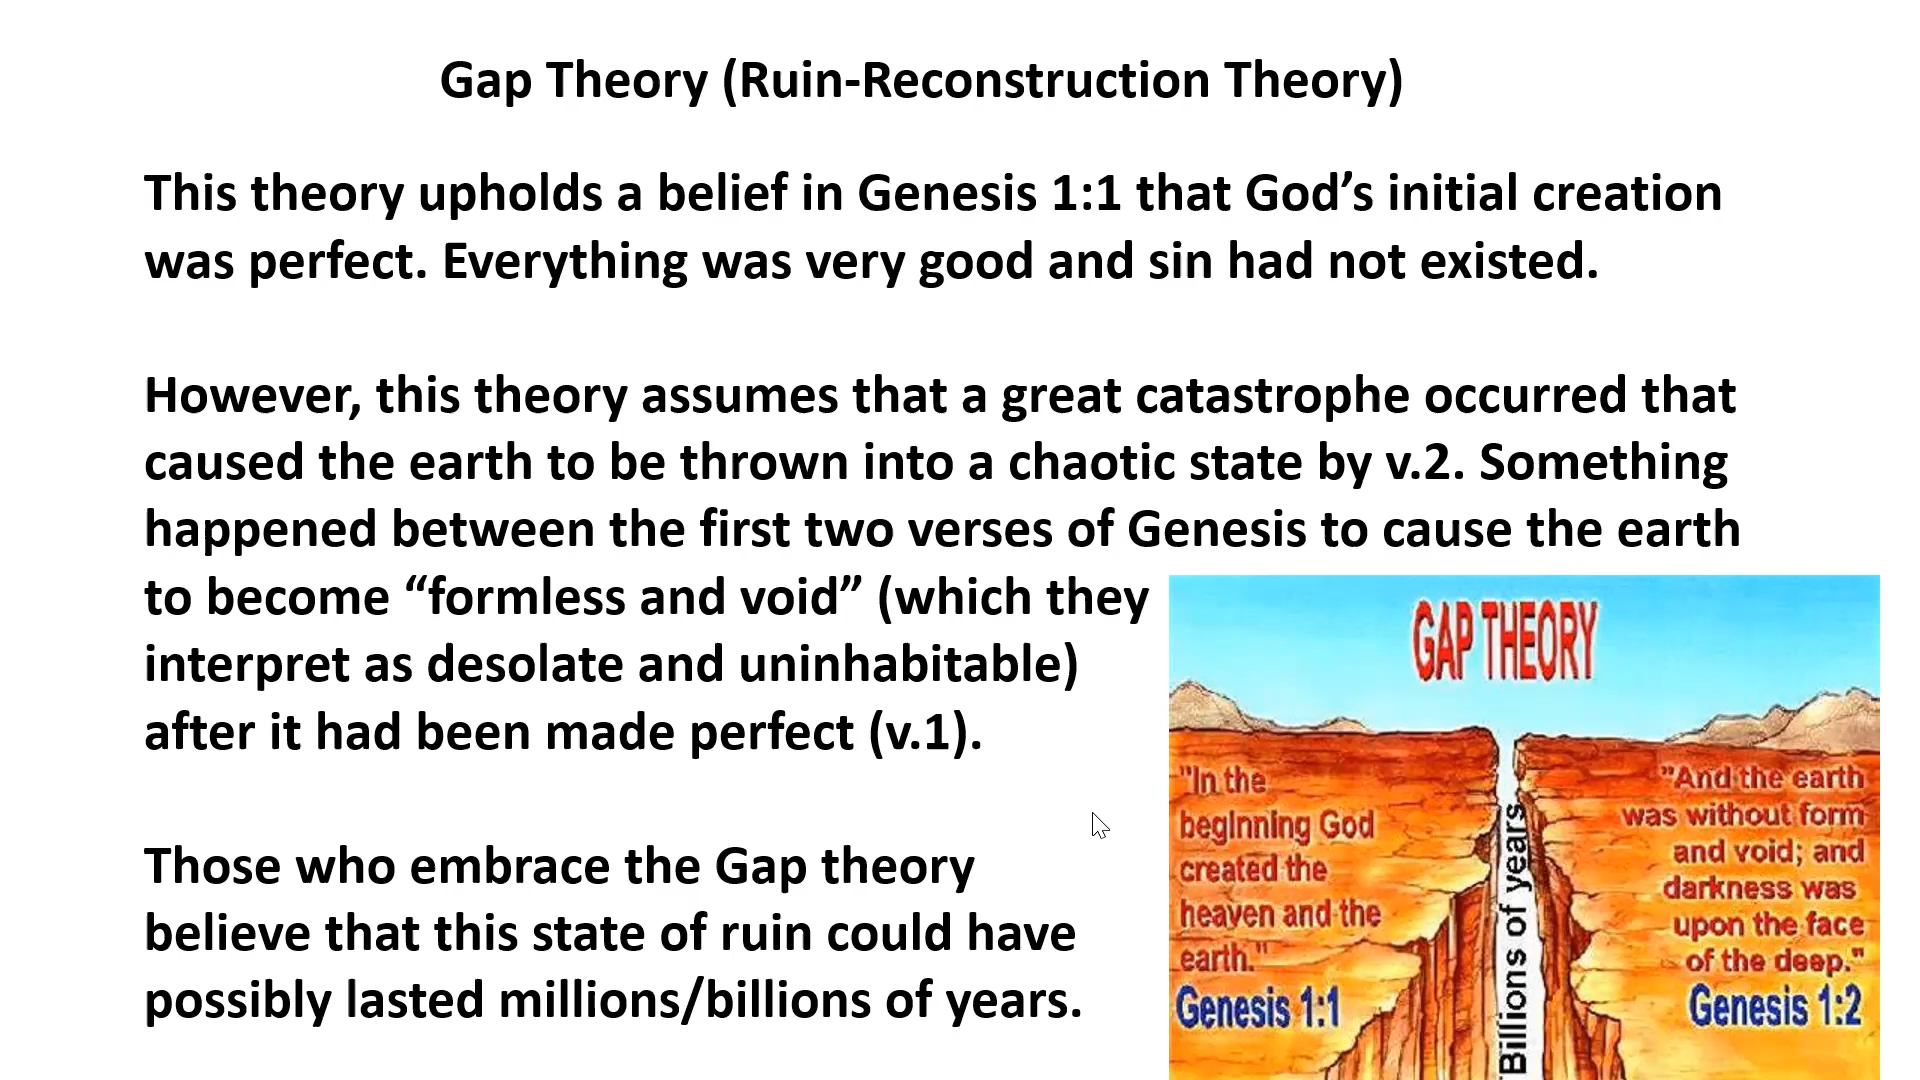 Gap Theory (Ruin-Reconstruction Theory)
This theory upholds a belief in Genesis 1:1 that God’s initial creation
was perfect. Everything was very good and sin had not existed.
However, this theory assumes that a great catastrophe occurred that
caused the earth to be thrown into a chaotic state by v.2. Something
happened between the first two verses of Genesis to cause the earth
to become “formless and void” (which they
interpret as desolate and uninhabitable)
after it had been made perfect (v.1).
Those who embrace the Gap theory
believe that this state of ruin could have
possibly lasted millions/billions of years.
GAP THEORY
"In the
beginning God
created the
heaven and the
earth."
Genesis 1:1
Billions of years
"And the earth
was without form
and void; and
darkness was
upon the face
of the deep."
Genesis 1:2